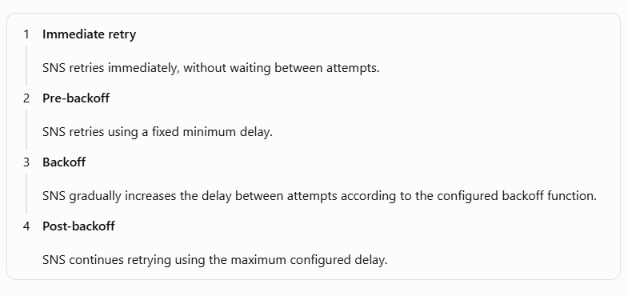 1 Immediate retry
SNS retries immediately, without waiting between attempts.
2 Pre-backoff
SNS retries using a fixed minimum delay.
3 Backoff
SNS gradually increases the delay between attempts according to the configured backoff function.
4 Post-backoff
SNS continues retrying using the maximum configured delay.